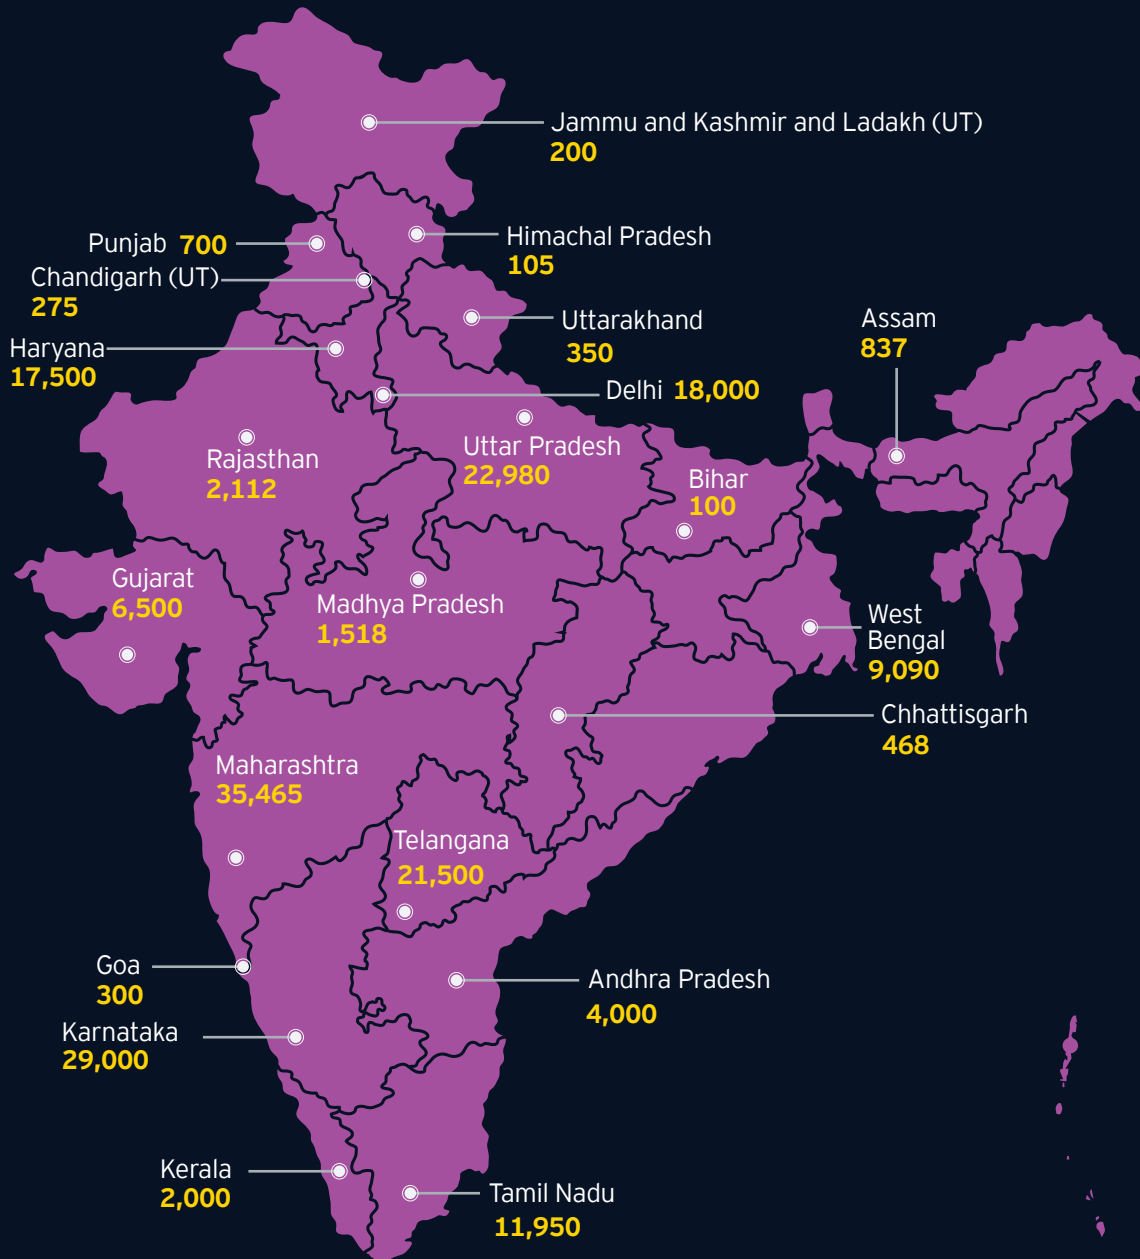 Jammu and Kashmir and Ladakh (UT)
200
Punjab 700
Himachal Pradesh
105
Chandigarh (UT)
275
Uttarakhand
350
Assam
837
Haryana
17,500
Delhi 18,000
Rajasthan
2,112
Uttar Pradesh
22,980
Bihar
100
Gujarat
6,500
Madhya Pradesh
1,518
West
Bengal
9,090
Chhattisgarh
468
Maharashtra
35,465
Telangana
21,500
Goa
300
Andhra Pradesh
4,000
Karnataka
29,000
Kerala
2,000
Tamil Nadu
11,950